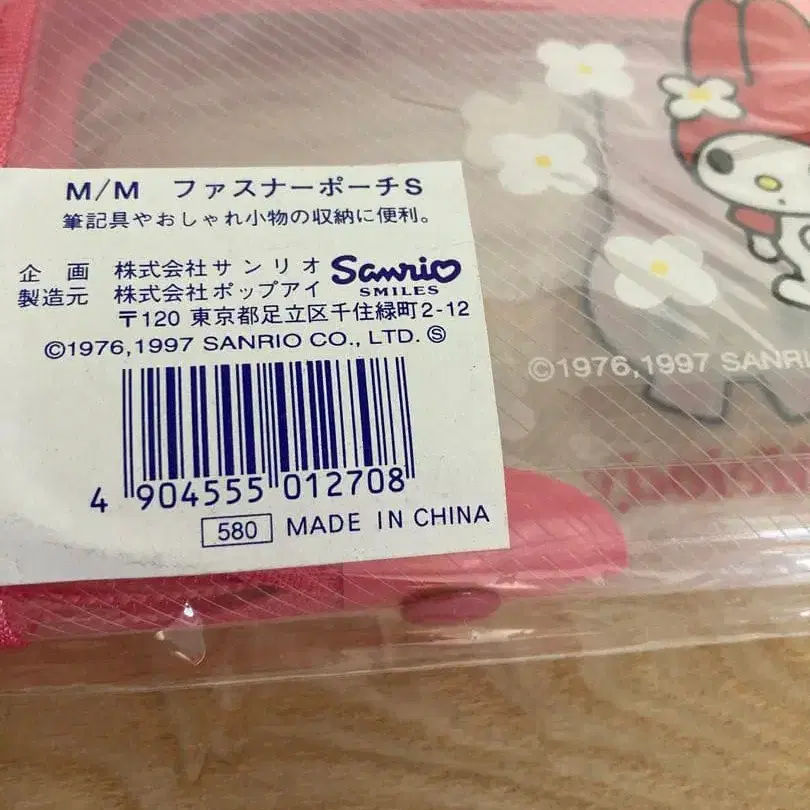 M/M ファスナーポーチS
筆記具やおしゃれ小物の収納に便利。
企 画 株式会社サンリオ Sanrio
製造元 株式会社ポップアイ SMILES
〒120 東京都足立区千住緑町2-12
©1976,1997 SANRIO CO., LTD. Ⓢ
4 904555 012708
580 MADE IN CHINA
©1976,1997 SANRI